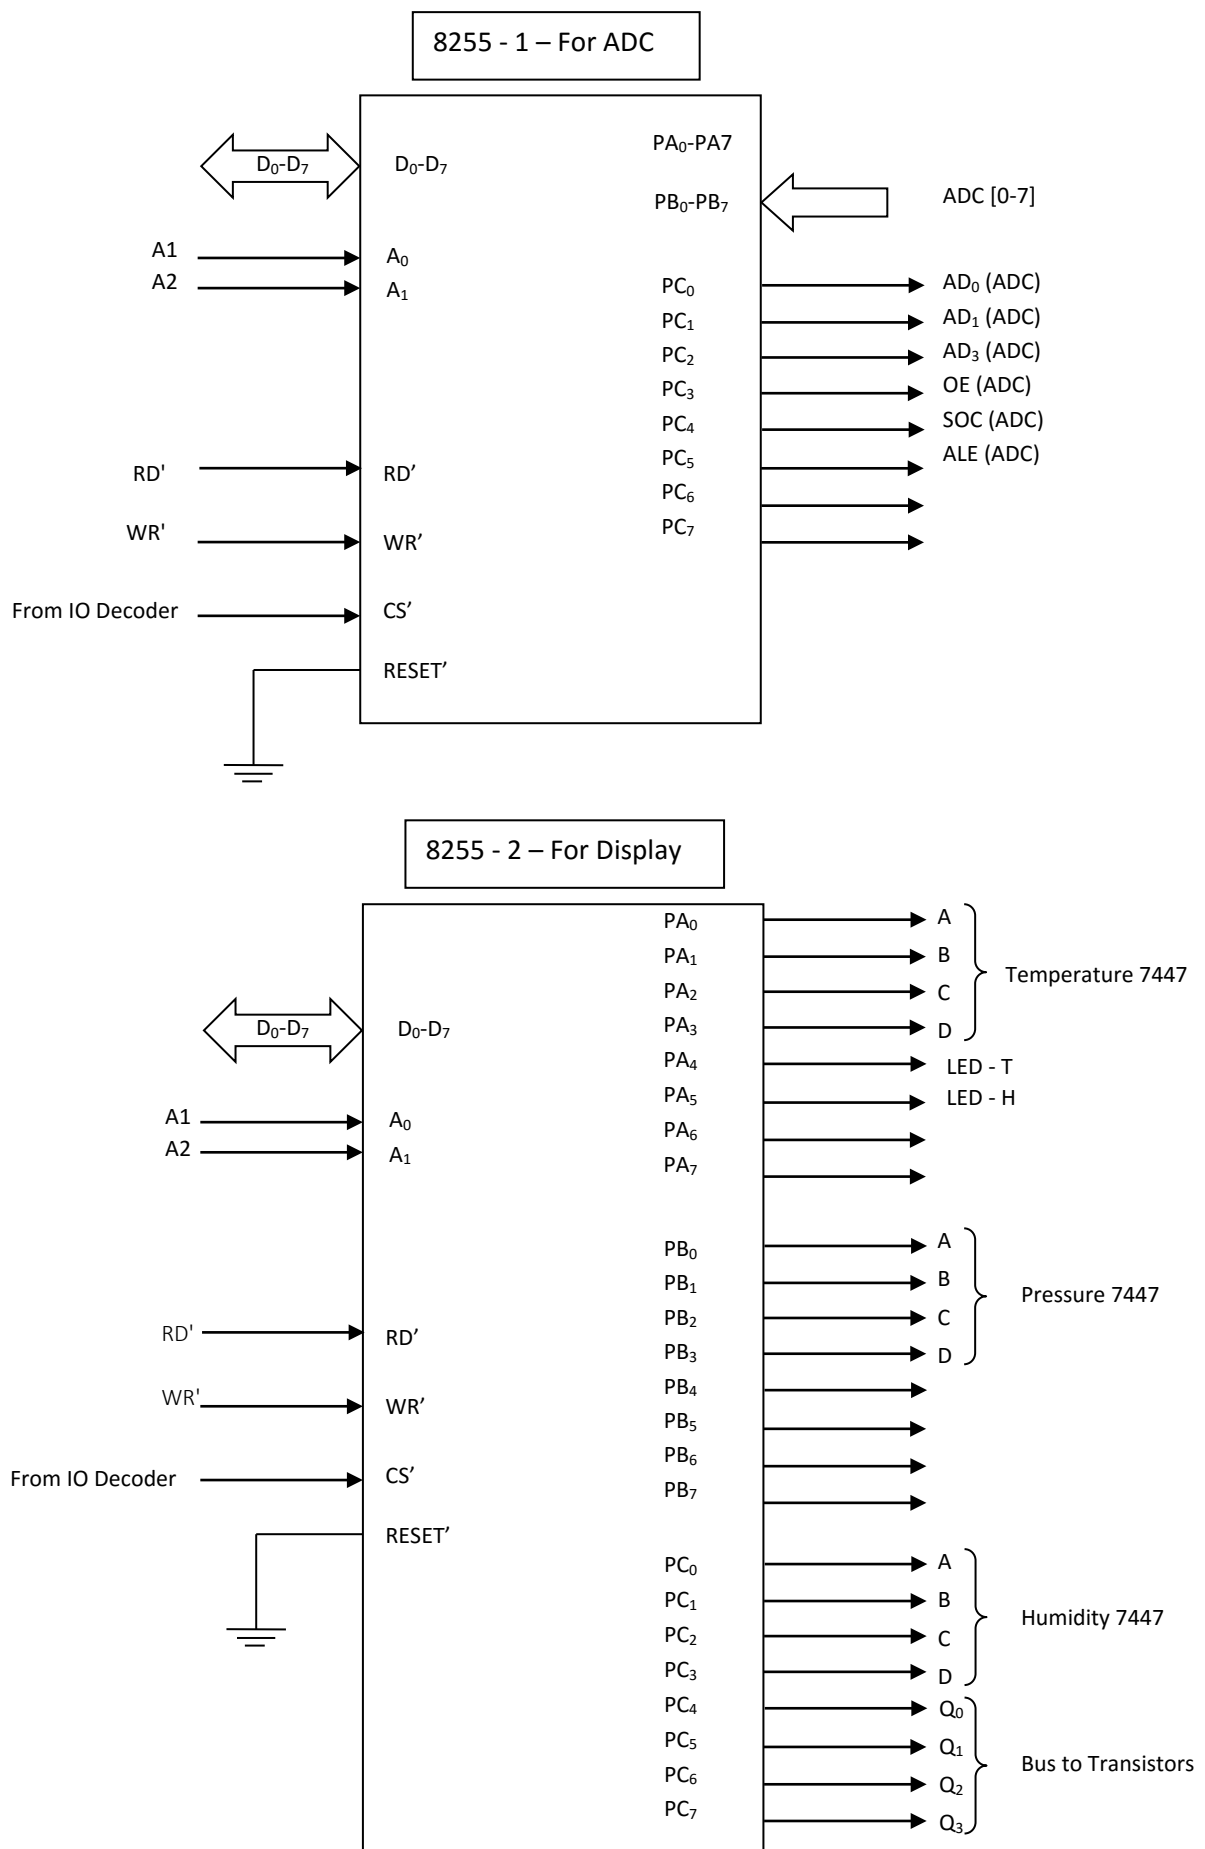 8255 - 1 – For ADC
PA₀-PA7
D₀-D₇ D₀-D₇
PB₀-PB₇ ADC [0-7]
A1 A₀
A2 A₁
PC₀ AD₀ (ADC)
PC₁ AD₁ (ADC)
PC₂ AD₃ (ADC)
PC₃ OE (ADC)
PC₄ SOC (ADC)
RD' RD’ PC₅ ALE (ADC)
PC₆
WR' WR’ PC₇
From IO Decoder CS’
RESET’
8255 - 2 – For Display
PA₀ A
PA₁ B
Temperature 7447
PA₂ C
D₀-D₇ D₀-D₇ PA₃ D
PA₄ LED - T
PA₅ LED - H
A1 A₀
PA₆
A2 A₁
PA₇
PB₀ A
PB₁ B
Pressure 7447
PB₂ C
RD' RD’
PB₃ D
PB₄
WR' WR’
PB₅
PB₆
From IO Decoder CS’
PB₇
RESET’
PC₀ A
PC₁ B
Humidity 7447
PC₂ C
PC₃ D
PC₄ Q₀
PC₅ Q₁
Bus to Transistors
PC₆ Q₂
PC₇ Q₃